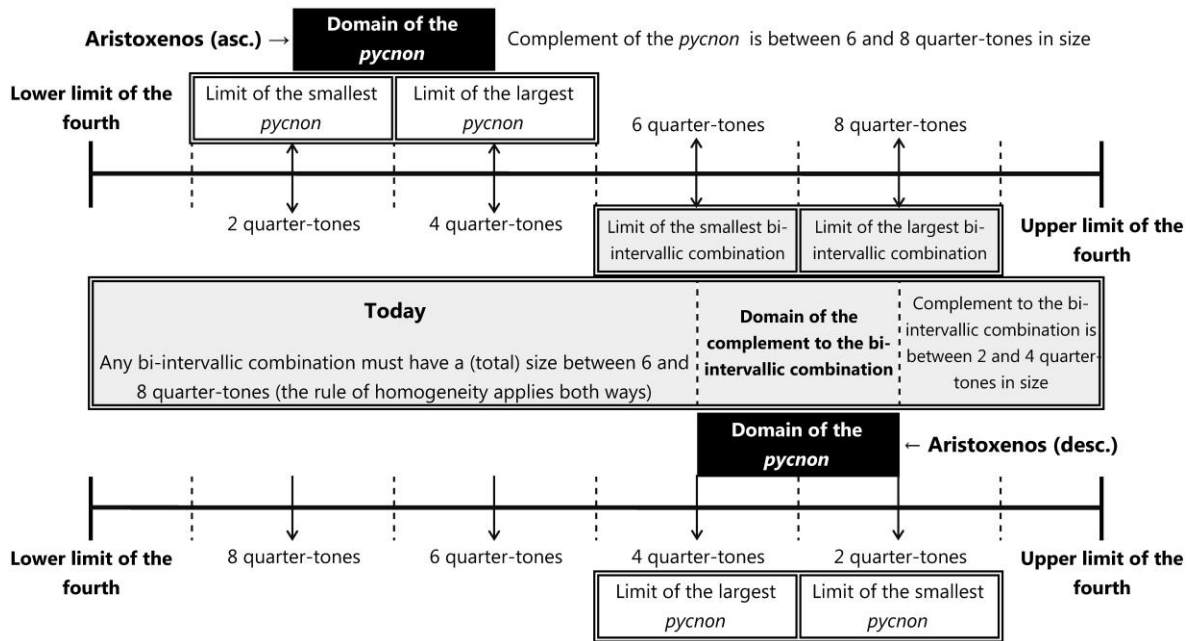 Aristoxenos (asc.) →
Domain of the
pycnon
Complement of the pycnon is between 6 and 8 quarter-tones in size
Lower limit of the
fourth
Limit of the smallest
pycnon
Limit of the largest
pycnon
6 quarter-tones
8 quarter-tones
2 quarter-tones
4 quarter-tones
Limit of the smallest bi-
intervallic combination
Limit of the largest bi-
intervallic combination
Upper limit of the
fourth
Today
Any bi-intervallic combination must have a (total) size between 6 and
8 quarter-tones (the rule of homogeneity applies both ways)
Domain of the
complement to the bi-
intervallic combination
Complement to the bi-
intervallic combination is
between 2 and 4 quarter-
tones in size
Domain of the
pycnon
← Aristoxenos (desc.)
Lower limit of the
fourth
8 quarter-tones
6 quarter-tones
4 quarter-tones
2 quarter-tones
Upper limit of the
fourth
Limit of the largest
pycnon
Limit of the smallest
pycnon